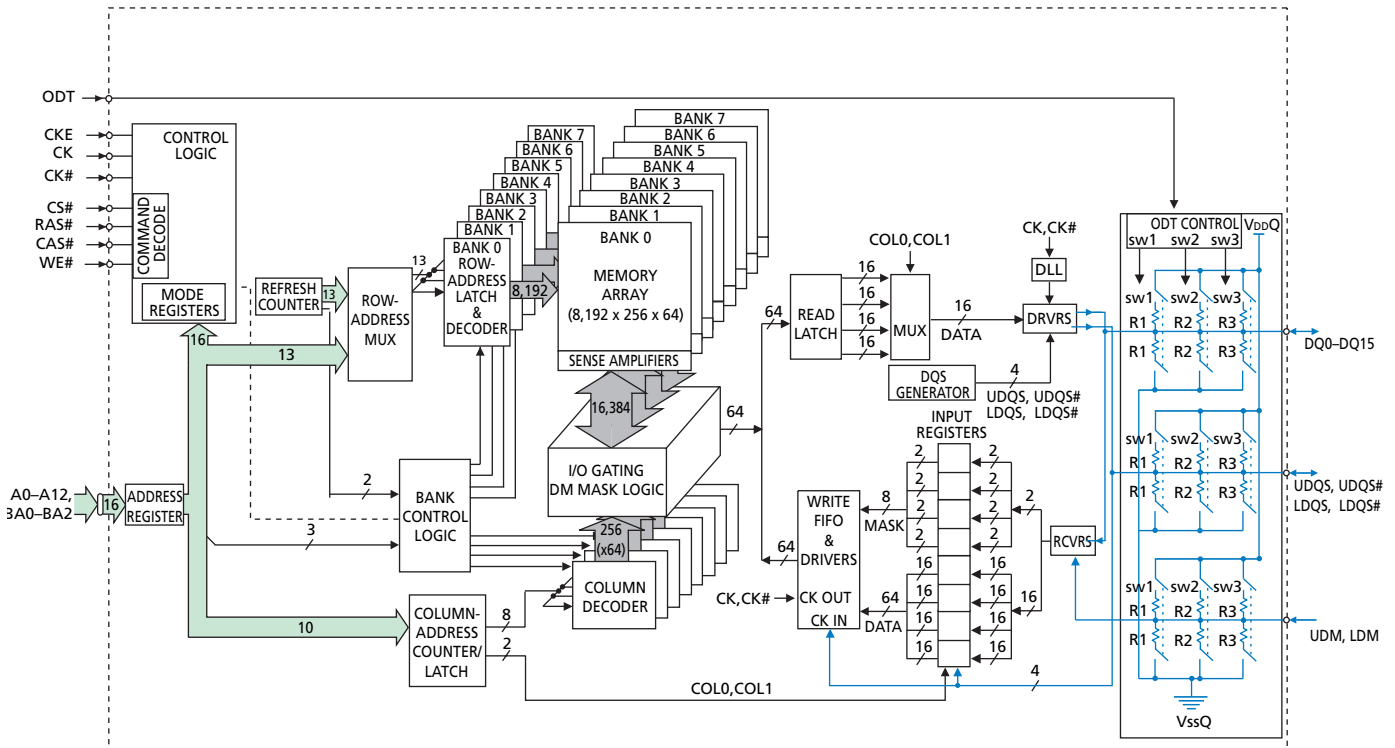 ODT
CKE
CK
CK#
CS#
RAS#
CAS#
WE#
CONTROL
LOGIC
COMMAND
DECODE
MODE
REGISTERS
16
REFRESH
COUNTER
13
13
ROW-
ADDRESS
MUX
13
BANK 7
BANK 6
BANK 5
BANK 4
BANK 3
BANK 2
BANK 1
BANK 0
ROW-
ADDRESS
LATCH
&
DECODER
8,192
BANK 7
BANK 6
BANK 5
BANK 4
BANK 3
BANK 2
BANK 1
BANK 0
MEMORY
ARRAY
(8,192 x 256 x 64)
SENSE AMPLIFIERS
16,384
I/O GATING
DM MASK LOGIC
256
(x64)
COLUMN
DECODER
A0–A12,
BA0–BA2
16
ADDRESS
REGISTER
2
3
BANK
CONTROL
LOGIC
10
COLUMN-
ADDRESS
COUNTER/
LATCH
8
2
COL0,COL1
64
64
64
READ
LATCH
16
16
16
16
COL0,COL1
MUX
16
DATA
CK,CK#
DLL
DRVRS
DQS
GENERATOR
4
UDQS, UDQS#
LDQS, LDQS#
INPUT
REGISTERS
2
2
2
2
16
16
16
16
2
2
2
2
16
16
16
16
2
16
RCVRS
8
MASK
64
DATA
WRITE
FIFO
&
DRIVERS
CK OUT
CK IN
CK,CK#
4
ODT CONTROL
VDDQ
sw1 sw2 sw3
sw1 sw2 sw3
R1 R2 R3
R1 R2 R3
sw1 sw2 sw3
R1 R2 R3
R1 R2 R3
sw1 sw2 sw3
R1 R2 R3
R1 R2 R3
VssQ
DQ0–DQ15
UDQS, UDQS#
LDQS, LDQS#
UDM, LDM